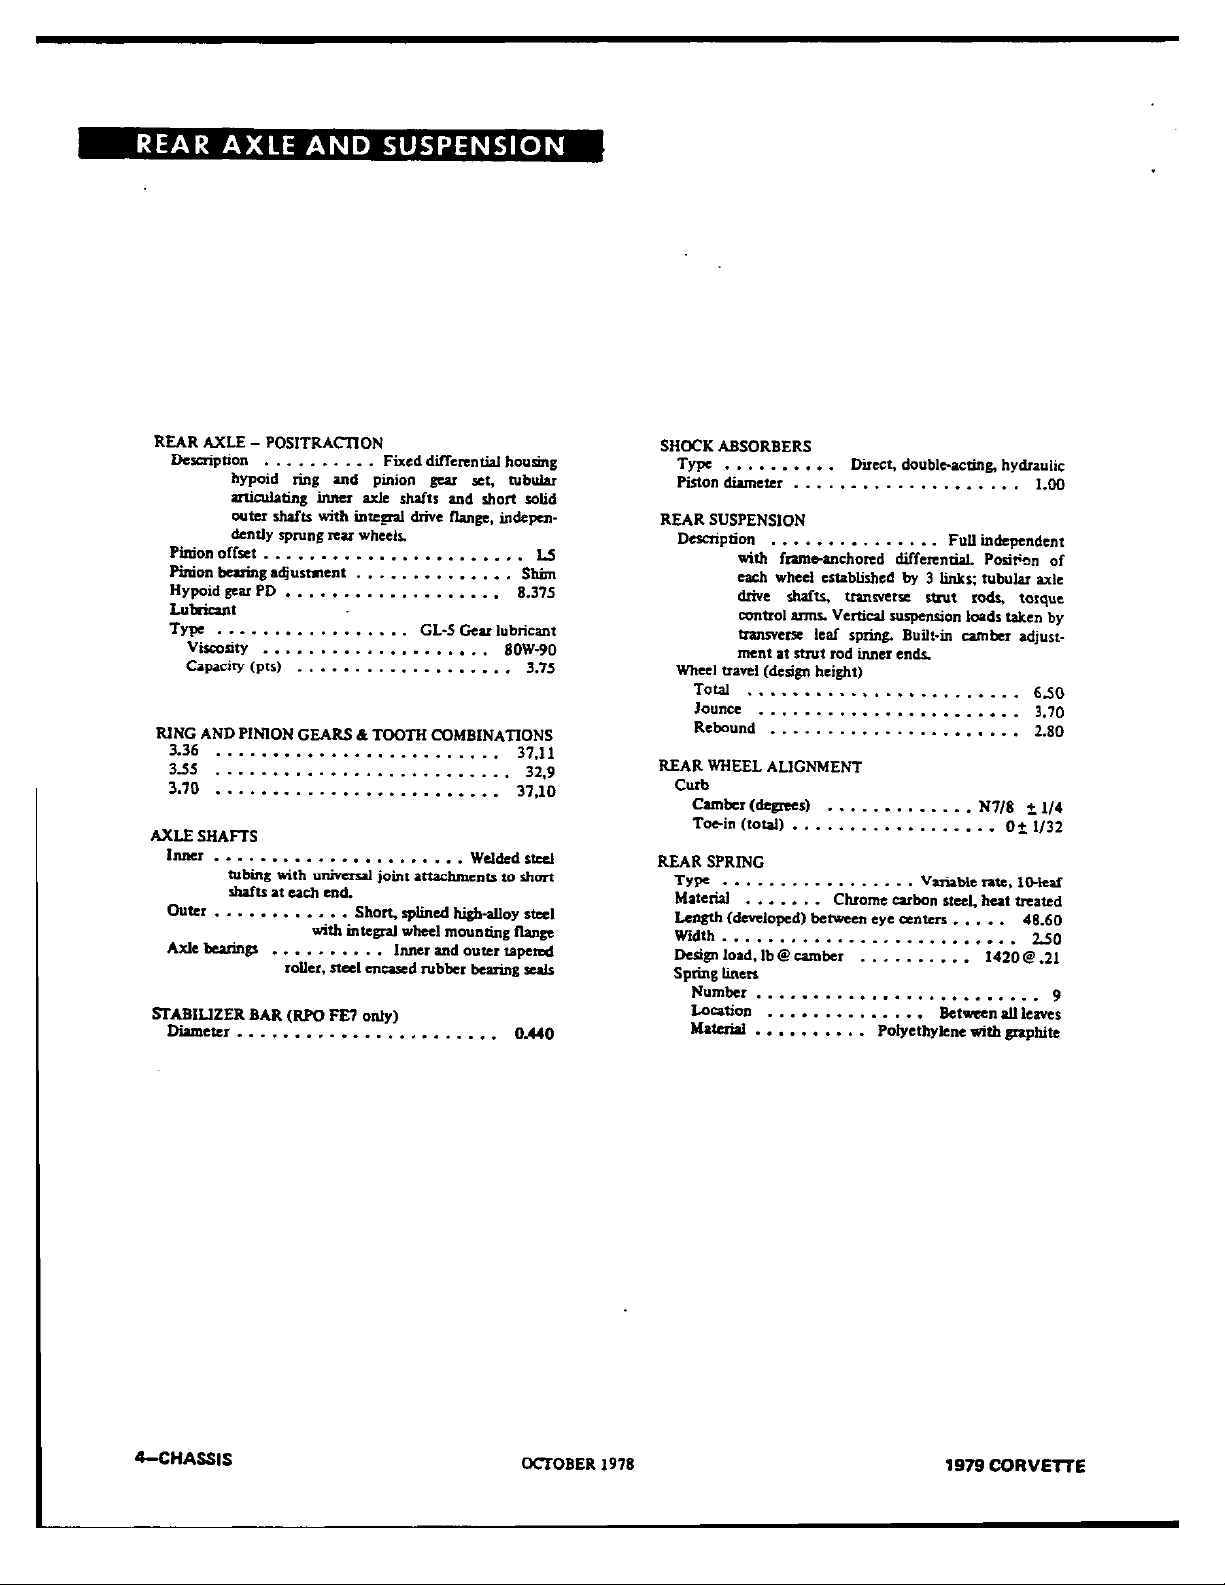 REAR AXLE AND SUSPENSION
REAR AXLE – POSITRACTION
Description . . . . . . . . . . Fixed differential housing
hypoid ring and pinion gear set, tubular
articulating inner axle shafts and short solid
outer shafts with integral drive flange, indepen-
dently sprung rear wheels.
Pinion offset . . . . . . . . . . . . . . . . . . . . . . . 1.5
Pinion bearing adjustment . . . . . . . . . . . . . . Shim
Hypoid gear PD . . . . . . . . . . . . . . . . . . . 8.375
Lubricant
Type . . . . . . . . . . . . . . . . . GL-5 Gear lubricant
Viscosity . . . . . . . . . . . . . . . . . . . . 80W-90
Capacity (pts) . . . . . . . . . . . . . . . . . . . 3.75
RING AND PINION GEARS & TOOTH COMBINATIONS
3.36 . . . . . . . . . . . . . . . . . . . . . . . . . 37,11
3.55 . . . . . . . . . . . . . . . . . . . . . . . . . . 32,9
3.70 . . . . . . . . . . . . . . . . . . . . . . . . . 37,10
AXLE SHAFTS
Inner . . . . . . . . . . . . . . . . . . . . . . Welded steel
tubing with universal joint attachments to short
shafts at each end.
Outer . . . . . . . . . . . . Short, splined high-alloy steel
with integral wheel mounting flange
Axle bearings . . . . . . . . . . Inner and outer tapered
roller, steel encased rubber bearing seals
STABILIZER BAR (RPO FE7 only)
Diameter . . . . . . . . . . . . . . . . . . . . . . . 0.440
SHOCK ABSORBERS
Type . . . . . . . . . . Direct, double-acting, hydraulic
Piston diameter . . . . . . . . . . . . . . . . . . . . 1.00
REAR SUSPENSION
Description . . . . . . . . . . . . . . . Full independent
with frame-anchored differential. Position of
each wheel established by 3 links; tubular axle
drive shafts, transverse strut rods, torque
control arms. Vertical suspension loads taken by
transverse leaf spring. Built-in camber adjust-
ment at strut rod inner ends.
Wheel travel (design height)
Total . . . . . . . . . . . . . . . . . . . . . . . . 6.50
Jounce . . . . . . . . . . . . . . . . . . . . . . . 3.70
Rebound . . . . . . . . . . . . . . . . . . . . . . 2.80
REAR WHEEL ALIGNMENT
Curb
Camber (degrees) . . . . . . . . . . . . . N7/8 ± 1/4
Toe-in (total) . . . . . . . . . . . . . . . . . . 0 ± 1/32
REAR SPRING
Type . . . . . . . . . . . . . . . . . Variable rate, 10-leaf
Material . . . . . . . Chrome carbon steel, heat treated
Length (developed) between eye centers . . . . . 48.60
Width . . . . . . . . . . . . . . . . . . . . . . . . . . 2.50
Design load, lb @ camber . . . . . . . . . . 1420 @ .21
Spring liners
Number . . . . . . . . . . . . . . . . . . . . . . . . . 9
Location . . . . . . . . . . . . . . Between all leaves
Material . . . . . . . . . . Polyethylene with graphite
4–CHASSIS
OCTOBER 1978
1979 CORVETTE